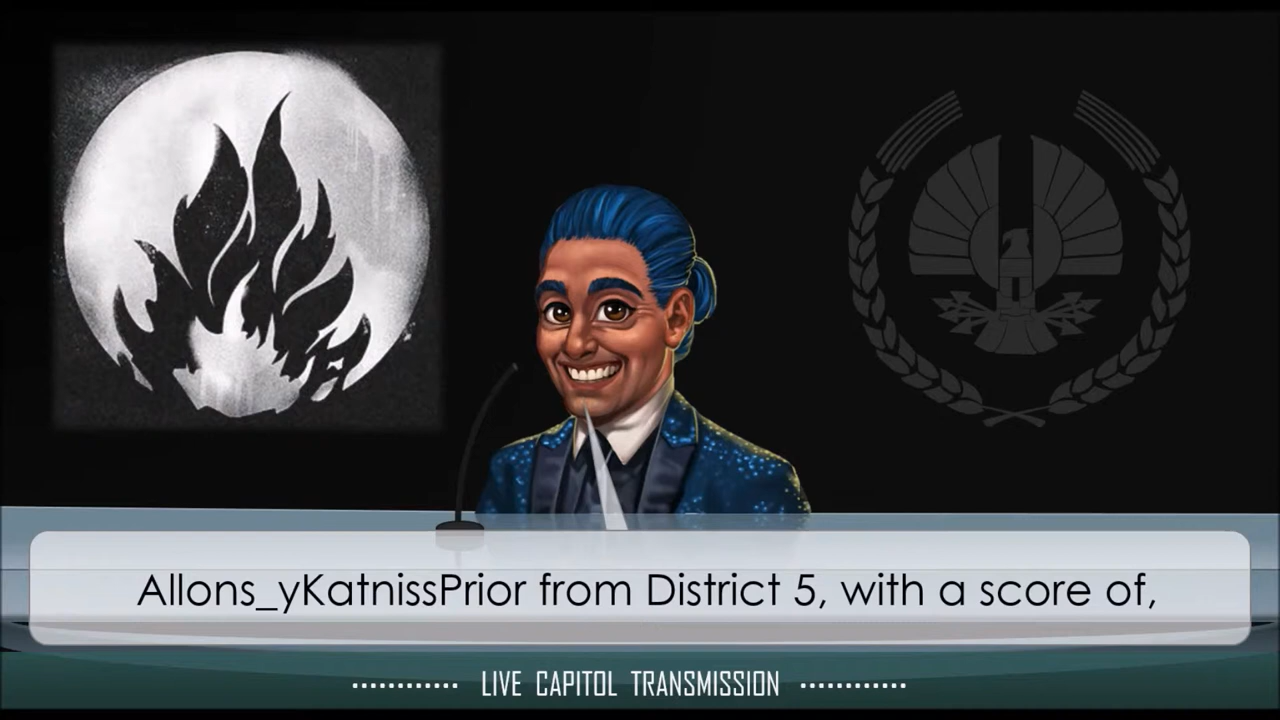 Allons_yKatnissPrior from District 5, with a score of,
LIVE CAPITOL TRANSMISSION